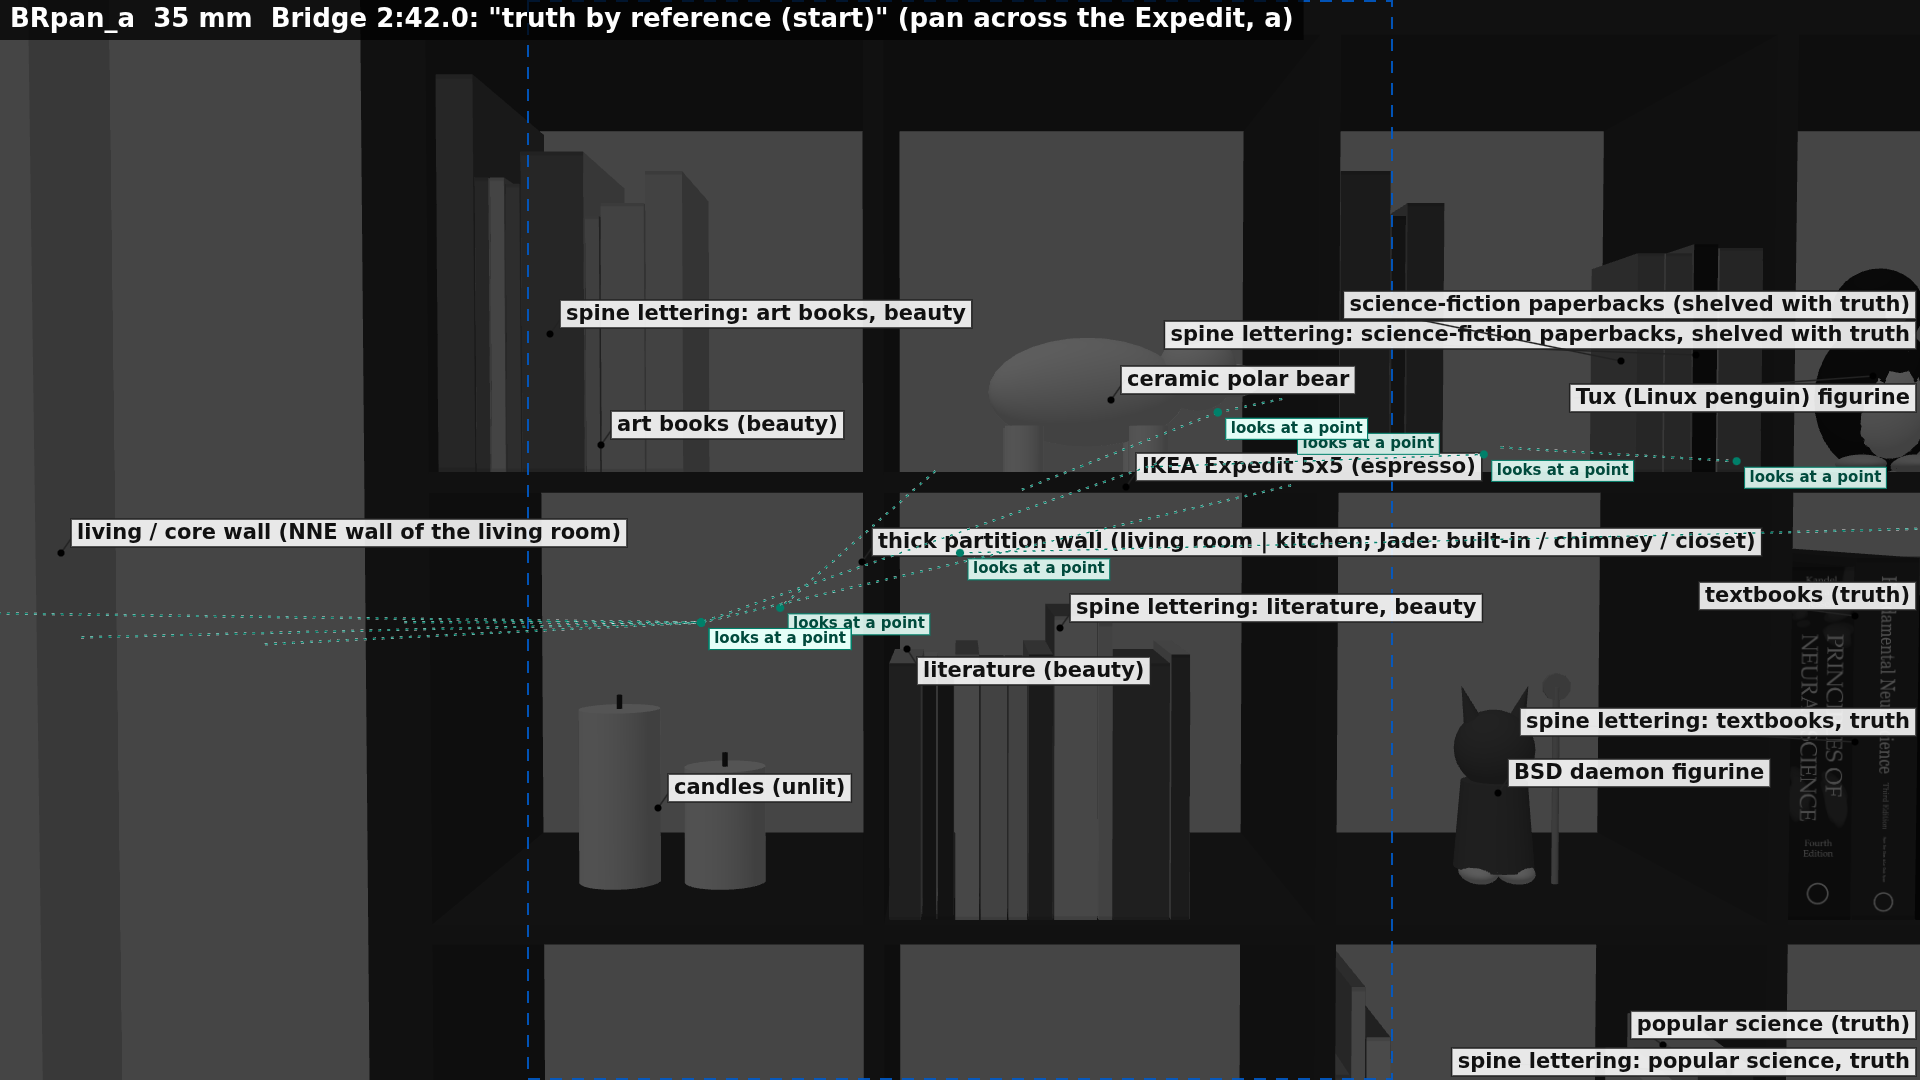 BRpan_a 35 mm Bridge 2:42.0: "truth by reference (start)" (pan across the Expedit, a)
science-fiction paperbacks (shelved with truth)
spine lettering: art books, beauty
spine lettering: science-fiction paperbacks, shelved with truth
ceramic polar bear
Tux (Linux penguin) figurine
art books (beauty)
looks at a point
looks at a point
IKEA Expedit 5x5 (espresso)
looks at a point
looks at a point
living / core wall (NNE wall of the living room)
thick partition wall (living room | kitchen; Jade: built-in / chimney / closet)
looks at a point
textbooks (truth)
spine lettering: literature, beauty
looks at a point
looks at a point
literature (beauty)
spine lettering: textbooks, truth
BSD daemon figurine
candles (unlit)
Kandel
PRINCIPLES OF
NEURAL SCIENCE
Fourth
Edition
Third Edition
popular science (truth)
spine lettering: popular science, truth